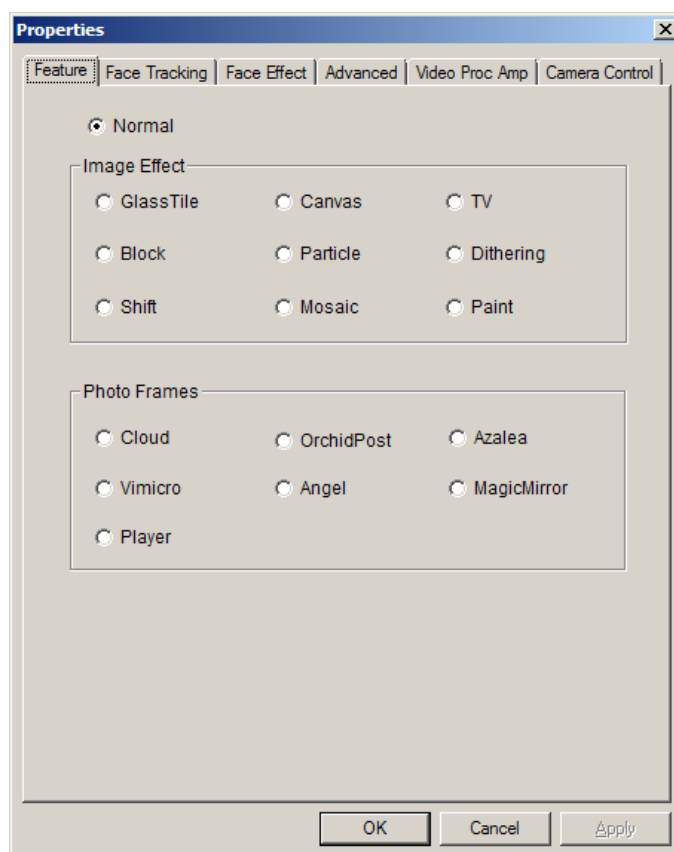 Properties
Feature Face Tracking Face Effect Advanced Video Proc Amp Camera Control
Normal
Image Effect
GlassTile Canvas TV
Block Particle Dithering
Shift Mosaic Paint
Photo Frames
Cloud OrchidPost Azalea
Vimicro Angel MagicMirror
Player
OK Cancel Apply